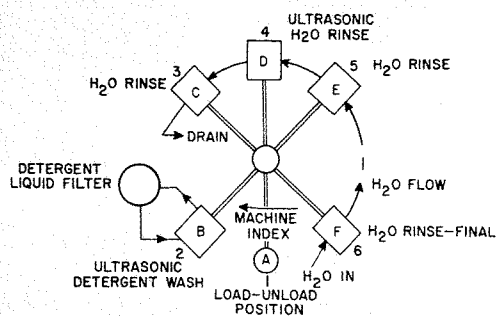 ULTRASONIC
H₂O RINSE
4
D
3
H₂O RINSE
C
5
H₂O RINSE
E
DRAIN
DETERGENT
LIQUID FILTER
H₂O FLOW
B
2
MACHINE
INDEX
F
6
H₂O RINSE-FINAL
ULTRASONIC
DETERGENT WASH
A
H₂O IN
LOAD-UNLOAD
POSITION